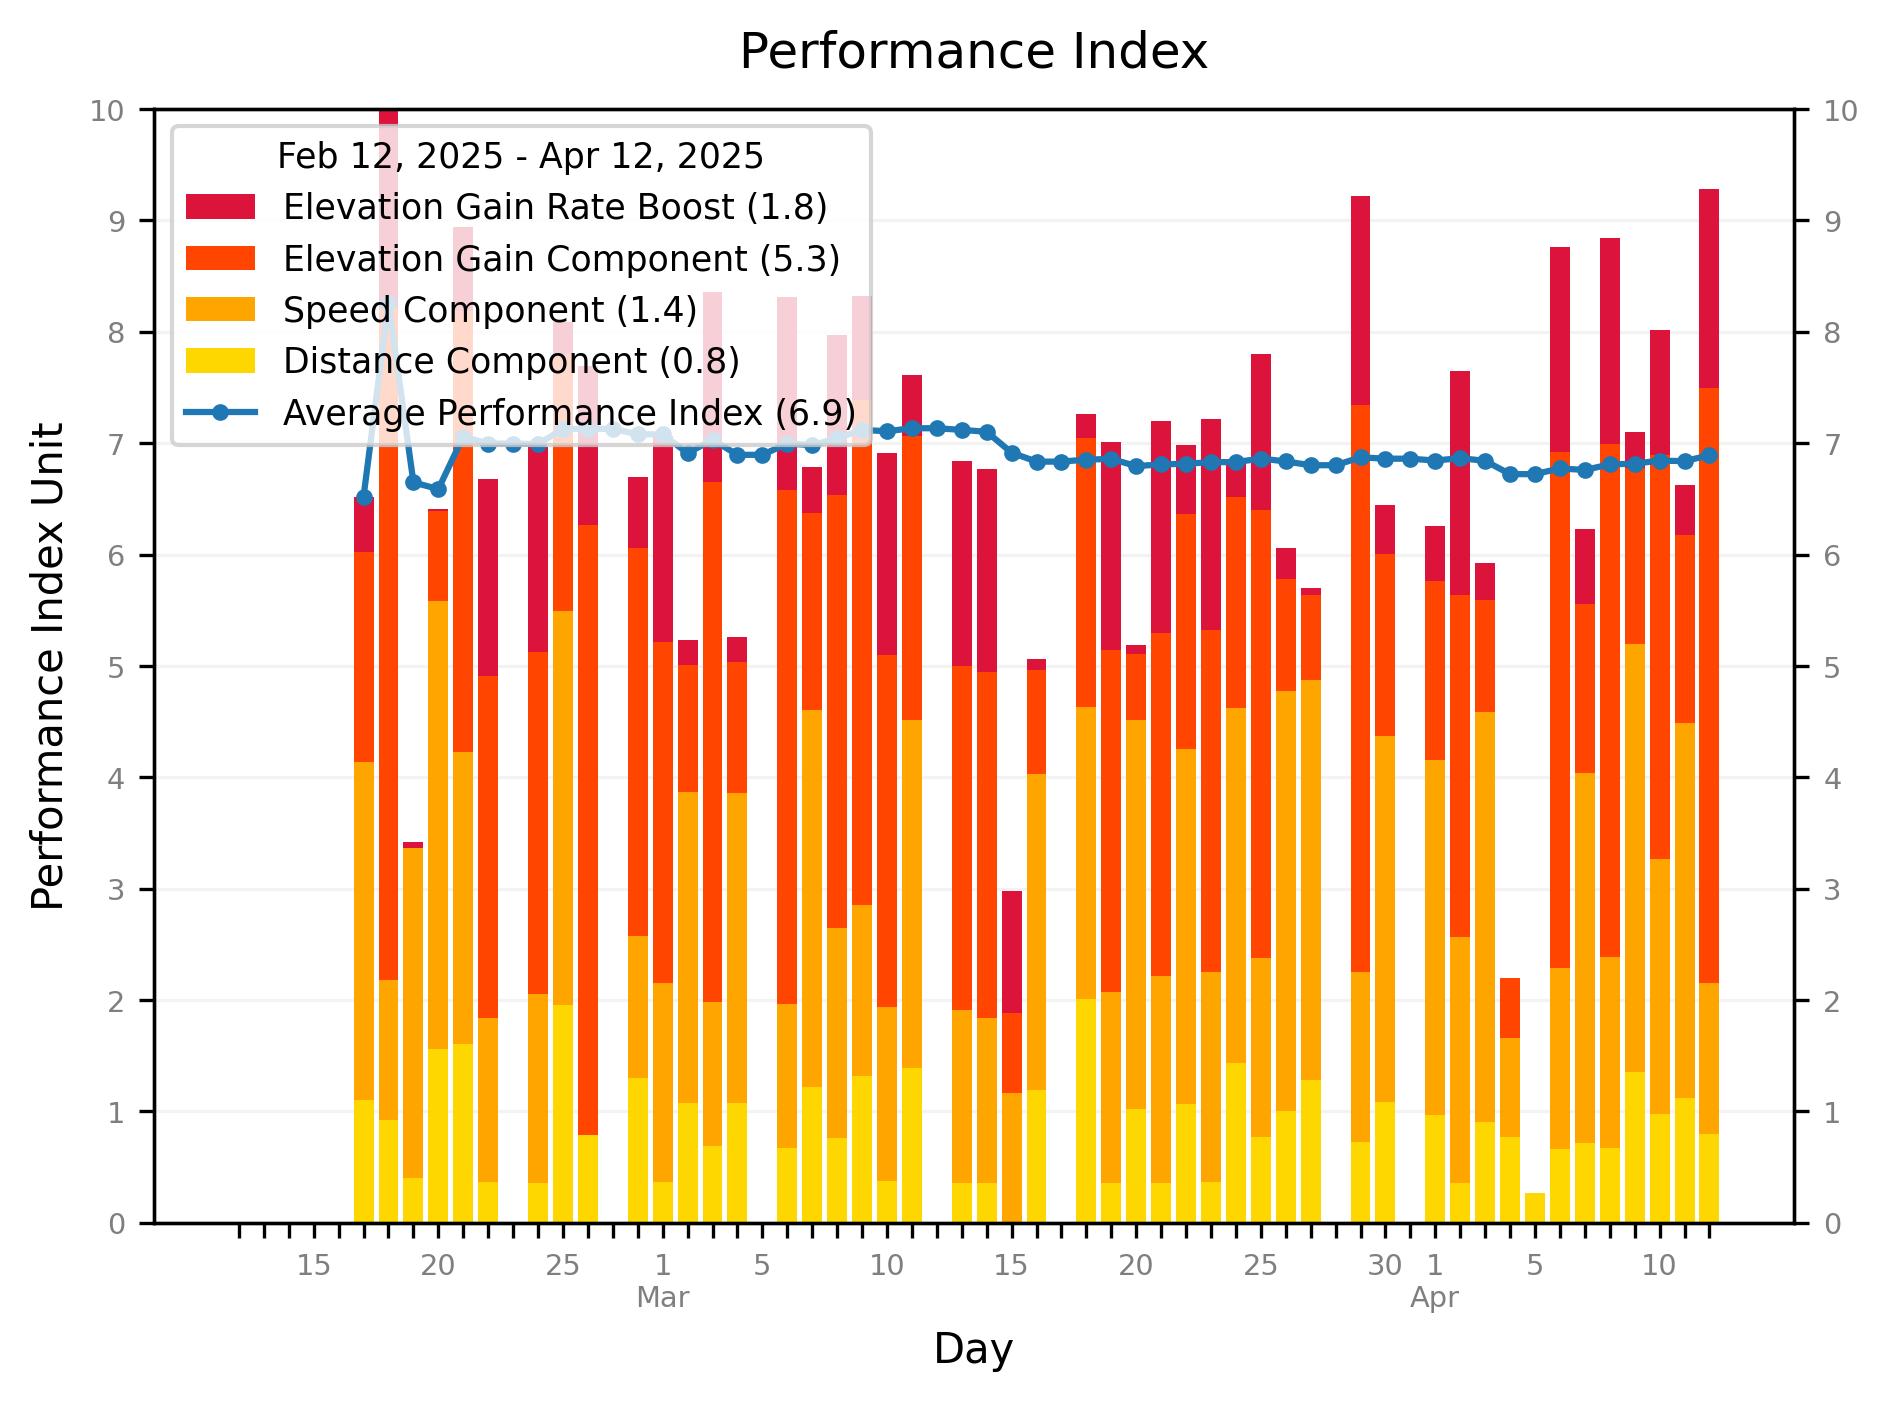 Performance Index
Feb 12, 2025 - Apr 12, 2025
Elevation Gain Rate Boost (1.8)
Elevation Gain Component (5.3)
Speed Component (1.4)
Distance Component (0.8)
Average Performance Index (6.9)
Performance Index Unit
10
9
8
7
6
5
4
3
2
1
0
10
9
8
7
6
5
4
3
2
1
0
15 20 25 1 5 10 15 20 25 30 1 5 10
Mar Apr
Day